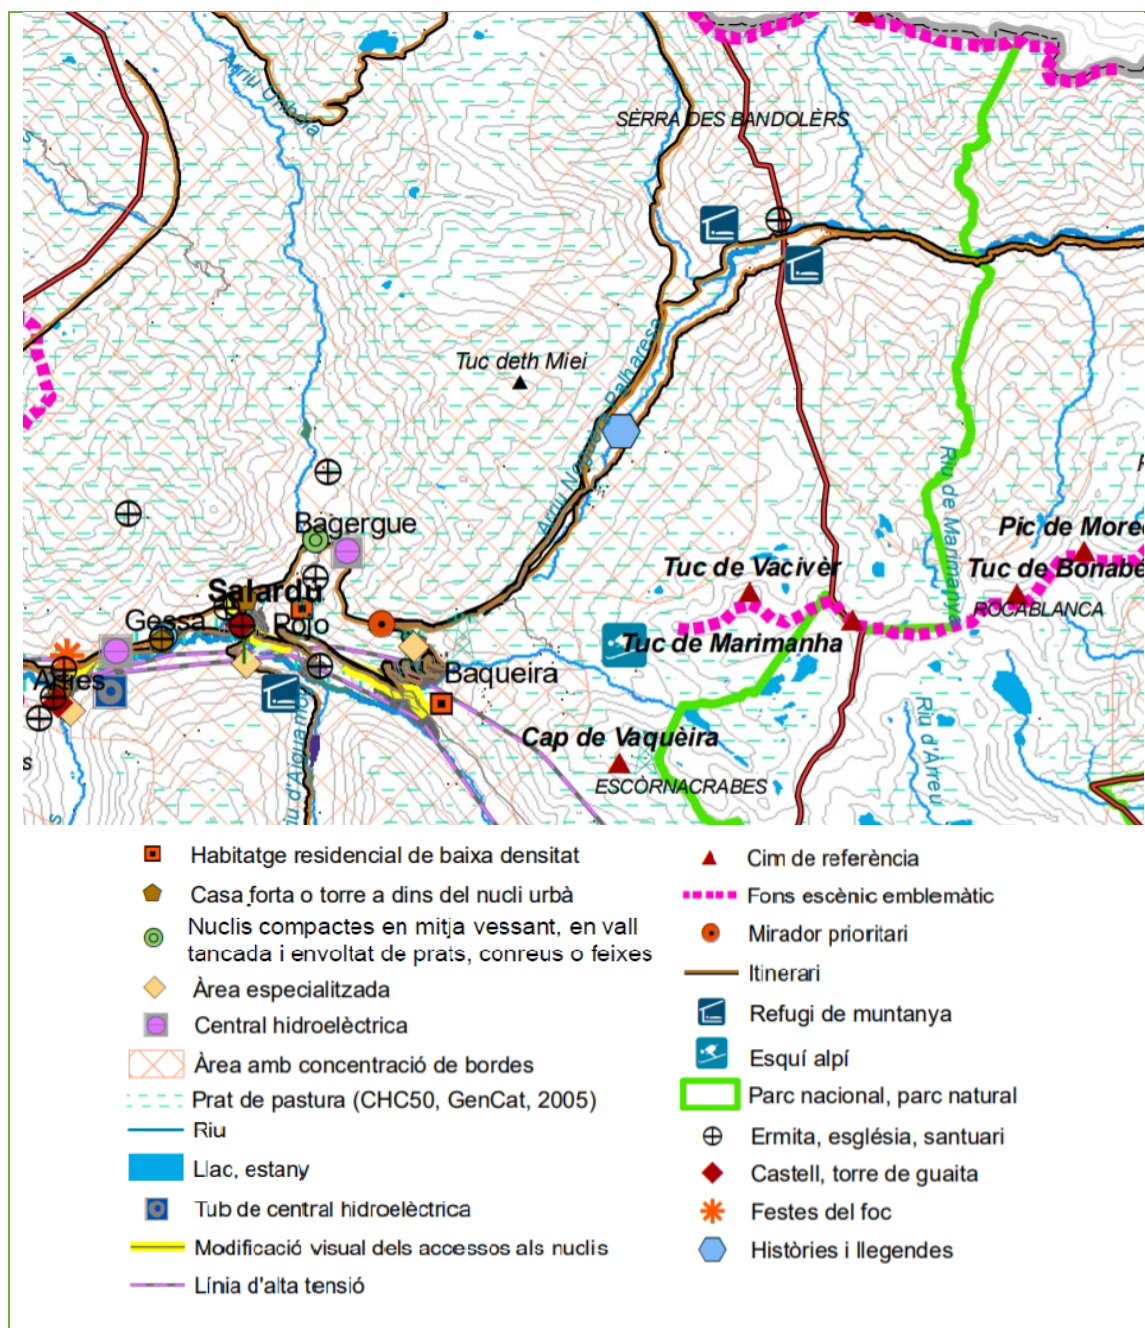 Arriu Unhòla
SÈRRA DES BANDOLÈRS
Tuc deth Miei
Arriu Noguera Palharesa
Riu de Marimanya
Bagergue
Pic de More
Tuc de Vacivèr
Tuc de Bonabé
Salardú
ROCABLANCA
Gessa
Rojo
Tuc de Marimanha
Baqueira
Arties
Cap de Vaquèira
Riu d'Àrreu
ESCÒRNACRABES
Habitatge residencial de baixa densitat
Casa forta o torre a dins del nucli urbà
Nuclis compactes en mitja vessant, en vall
tancada i envoltat de prats, conreus o feixes
Àrea especialitzada
Central hidroelèctrica
Àrea amb concentració de bordes
Prat de pastura (CHC50, GenCat, 2005)
Riu
Llac, estany
Tub de central hidroelèctrica
Modificació visual dels accessos als nuclis
Línia d'alta tensió
Cim de referència
Fons escènic emblemàtic
Mirador prioritari
Itinerari
Refugi de muntanya
Esquí alpí
Parc nacional, parc natural
Ermita, església, santuari
Castell, torre de guaita
Festes del foc
Històries i llegendes